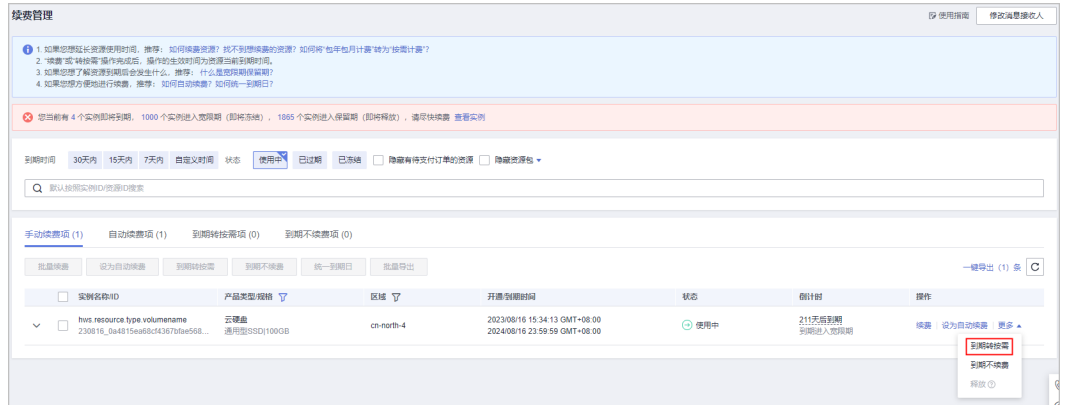 续费管理
使用指南
修改消息接收人
1. 如果您想延长资源使用时间，推荐： 如何续费资源？找不到想续费的资源？如何将“包年包月计费”转为“按需计费”？
2. “续费”或“转按需”操作完成后，操作的生效时间为资源当前到期时间。
3. 如果您想了解资源到期后会发生什么，推荐： 什么是宽限期保留期？
4. 如果您想方便地进行续费，推荐： 如何自动续费？如何统一到期日？
您当前有 4 个实例即将到期， 1000 个实例进入宽限期（即将冻结）， 1865 个实例进入保留期（即将释放），请尽快续费 查看实例
到期时间 30天内 15天内 7天内 自定义时间 状态 使用中 已过期 已冻结 隐藏有待支付订单的资源 隐藏资源包
默认按照实例ID/资源ID搜索
手动续费项 (1) 自动续费项 (1) 到期转按需项 (0) 到期不续费项 (0)
批量续费 设为自动续费 到期转按需 到期不续费 统一到期日 批量导出
一键导出（1）条
实例名称/ID 产品类型/规格 区域 开通/到期时间 状态 倒计时 操作
hws.resource.type.volumename 云硬盘 cn-north-4 2023/08/16 15:34:13 GMT+08:00 使用中 211天后到期 续费 设为自动续费 更多
230816_0a4815ea68cf4367bfae568... 通用型SSD|100GB 2024/08/16 23:59:59 GMT+08:00 到期进入宽限期
到期转按需
到期不续费
释放